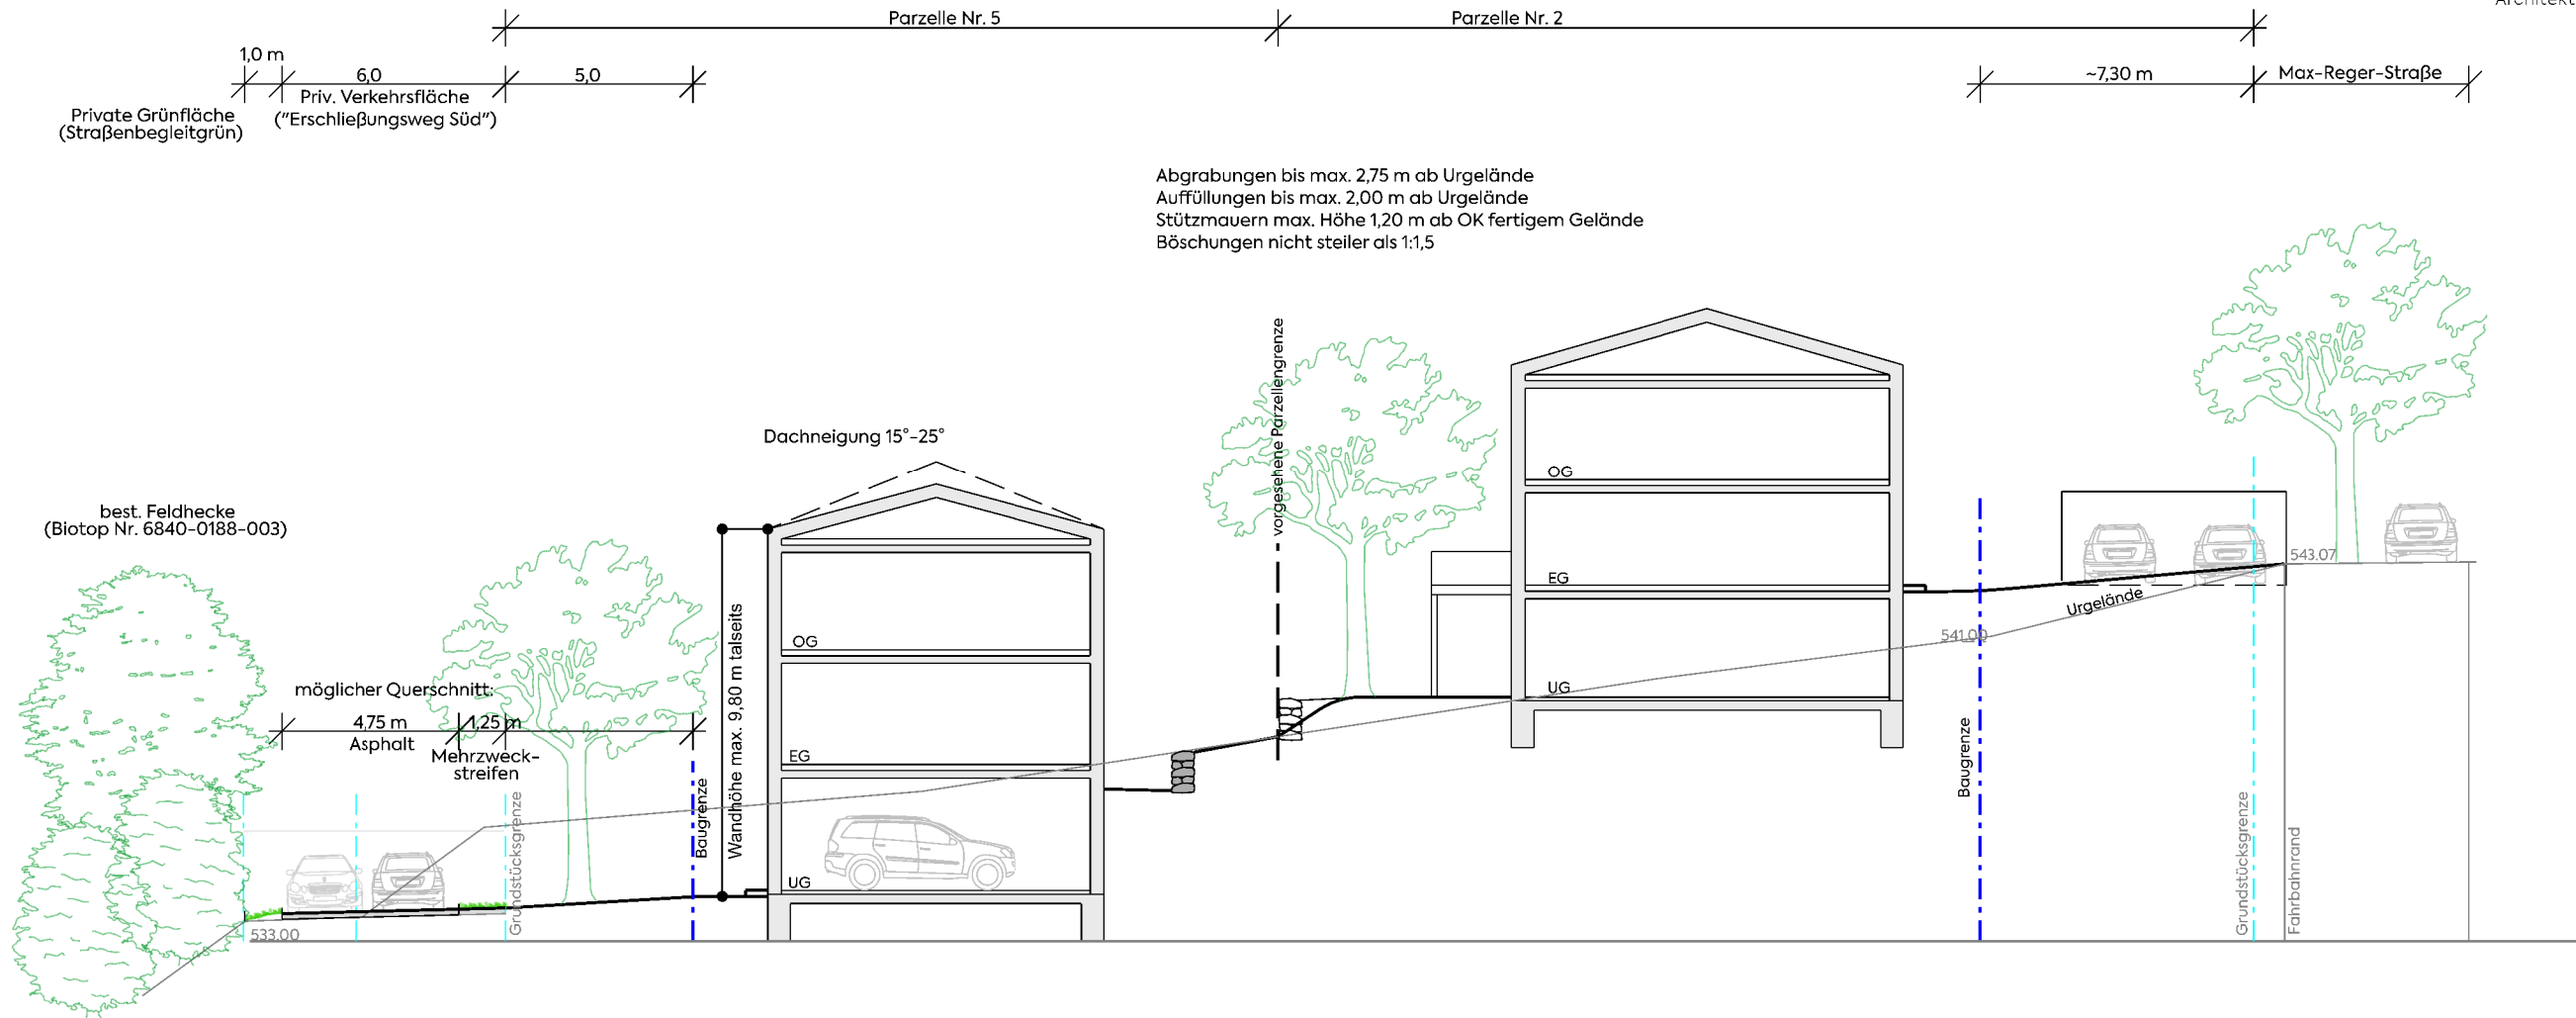 Parzelle Nr. 5
Parzelle Nr. 2
1,0 m
6,0
5,0
~7,30 m
Max-Reger-Straße
Private Grünfläche
(Straßenbegleitgrün)
Priv. Verkehrsfläche
("Erschließungsweg Süd")
Abgrabungen bis max. 2,75 m ab Urgelände
Auffüllungen bis max. 2,00 m ab Urgelände
Stützmauern max. Höhe 1,20 m ab OK fertigem Gelände
Böschungen nicht steiler als 1:1,5
vorgesehene Parzellengrenze
Dachneigung 15°-25°
best. Feldhecke
(Biotop Nr. 6840-0188-003)
möglicher Querschnitt:
4,75 m
Asphalt
1,25 m
Mehrzweck-
streifen
Grundstücksgrenze
Baugrenze
Wandhöhe max. 9,80 m talseits
OG
EG
UG
533.00
OG
EG
UG
541.00
Urgelände
543.07
Baugrenze
Grundstücksgrenze
Fahrbahnrand